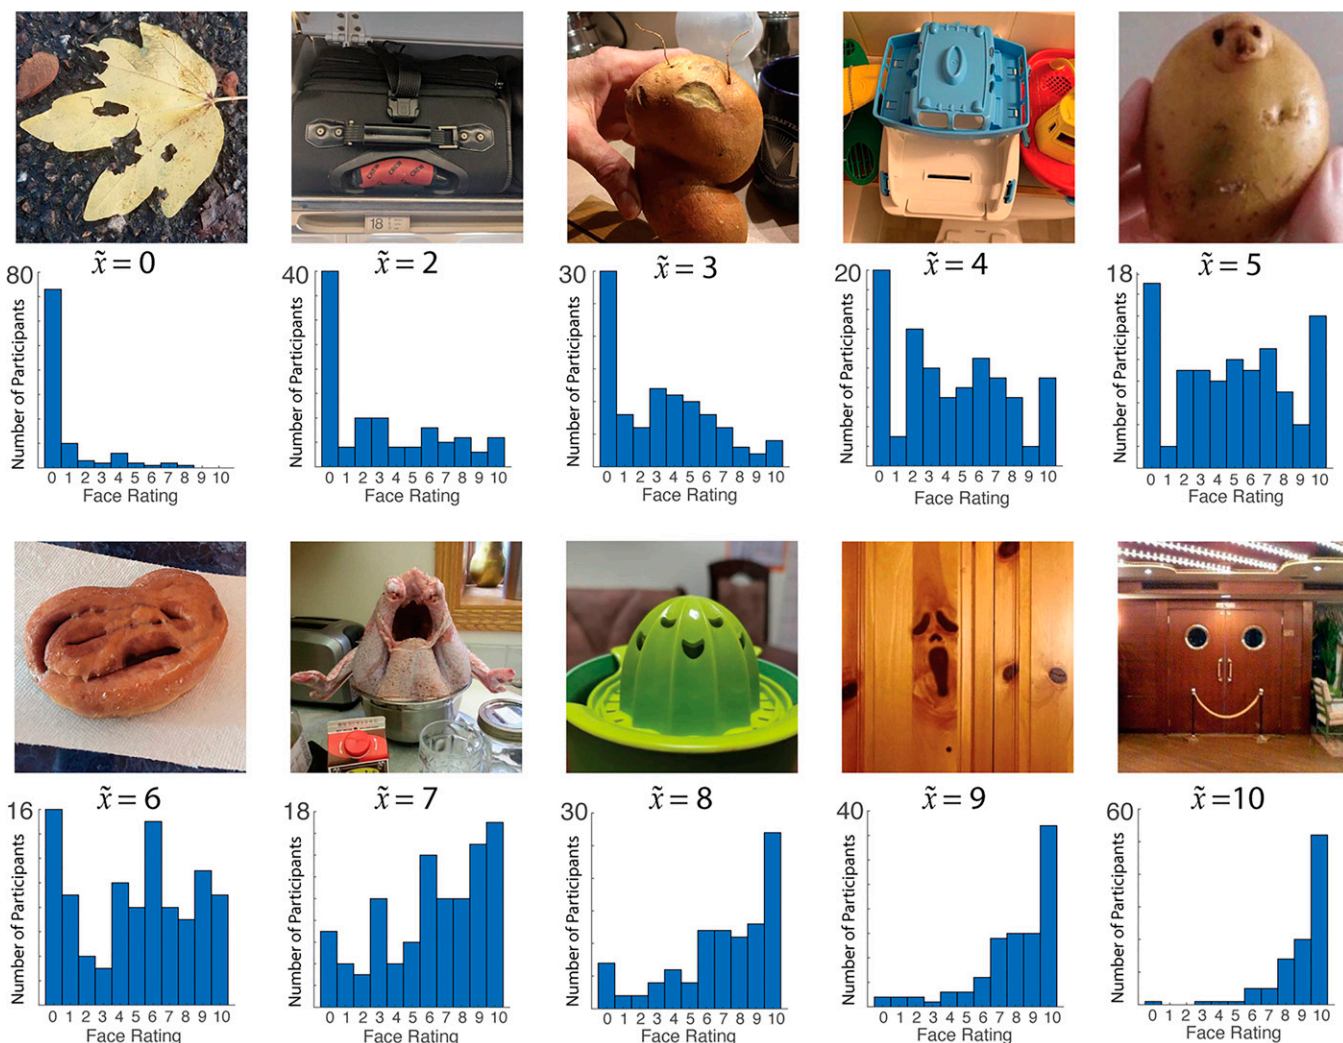 x̃ = 0
x̃ = 2
x̃ = 3
x̃ = 4
x̃ = 5
80
Number of Participants
0 1 2 3 4 5 6 7 8 9 10
Face Rating
40
Number of Participants
0 1 2 3 4 5 6 7 8 9 10
Face Rating
30
Number of Participants
0 1 2 3 4 5 6 7 8 9 10
Face Rating
20
Number of Participants
0 1 2 3 4 5 6 7 8 9 10
Face Rating
18
Number of Participants
0 1 2 3 4 5 6 7 8 9 10
Face Rating
18
x̃ = 6
x̃ = 7
x̃ = 8
x̃ = 9
x̃ =10
16
Number of Participants
0 1 2 3 4 5 6 7 8 9 10
Face Rating
18
Number of Participants
0 1 2 3 4 5 6 7 8 9 10
Face Rating
30
Number of Participants
0 1 2 3 4 5 6 7 8 9 10
Face Rating
40
Number of Participants
0 1 2 3 4 5 6 7 8 9 10
Face Rating
60
Number of Participants
0 1 2 3 4 5 6 7 8 9 10
Face Rating